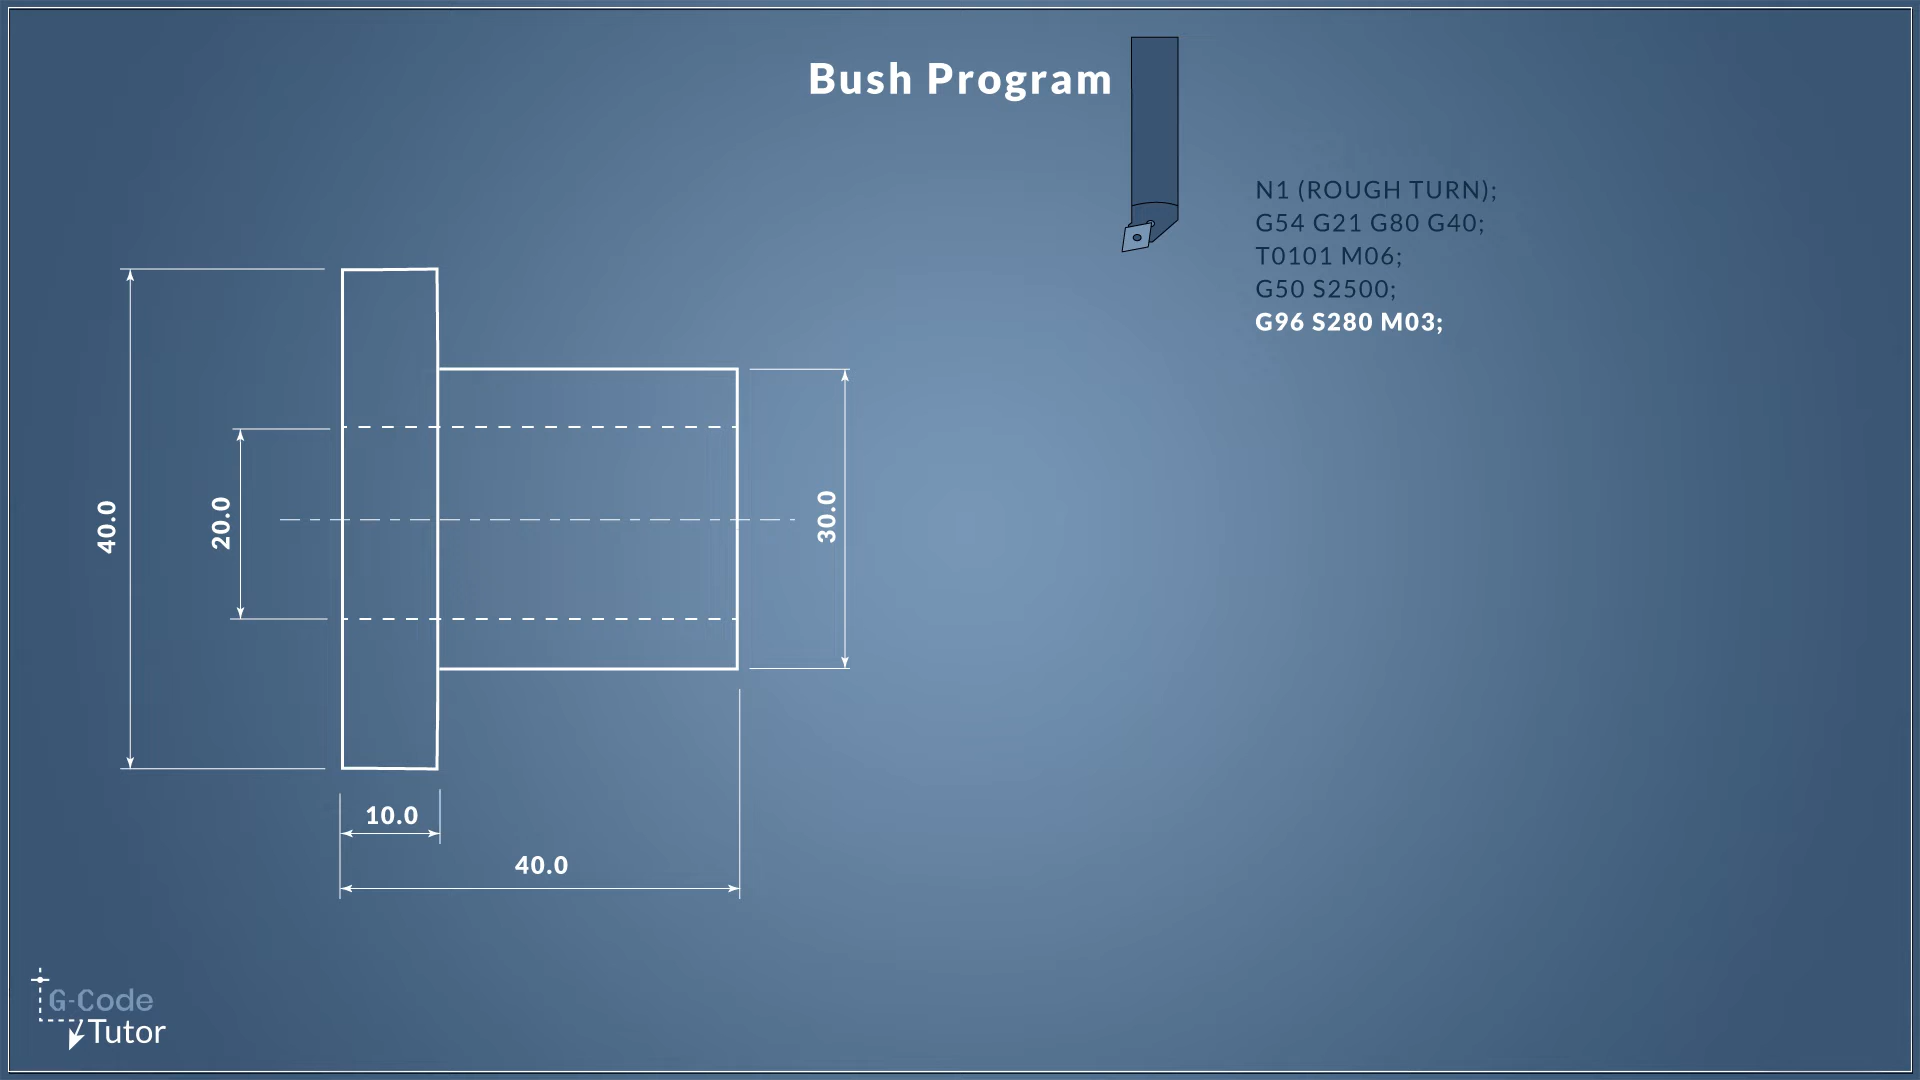 Bush Program
N1 (ROUGH TURN);
G54 G21 G80 G40;
T0101 M06;
G50 S2500;
G96 S280 M03;
40.0
20.0
30.0
10.0
40.0
G-Code
Tutor